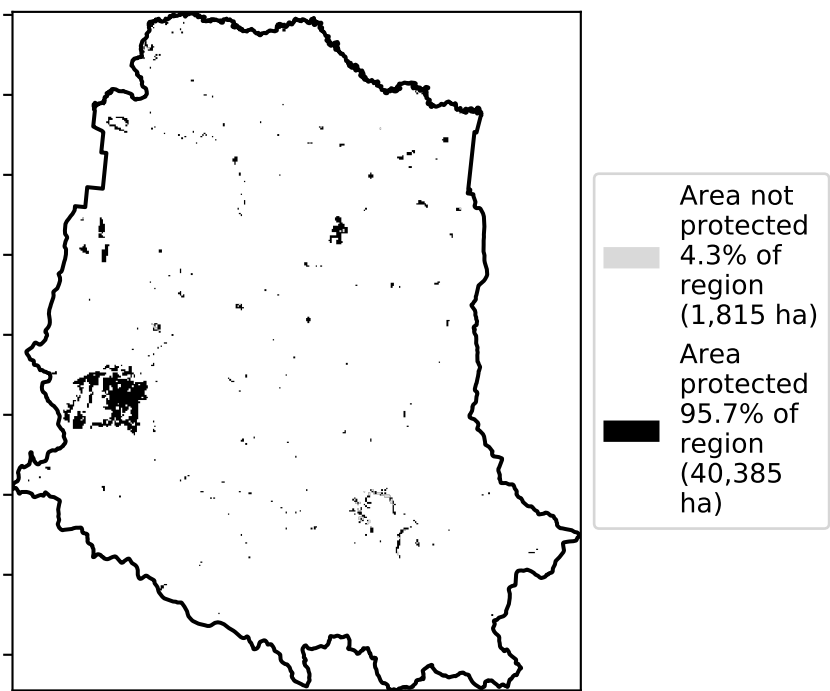 Area not
protected
4.3% of
region
(1,815 ha)
Area
protected
95.7% of
region
(40,385
ha)